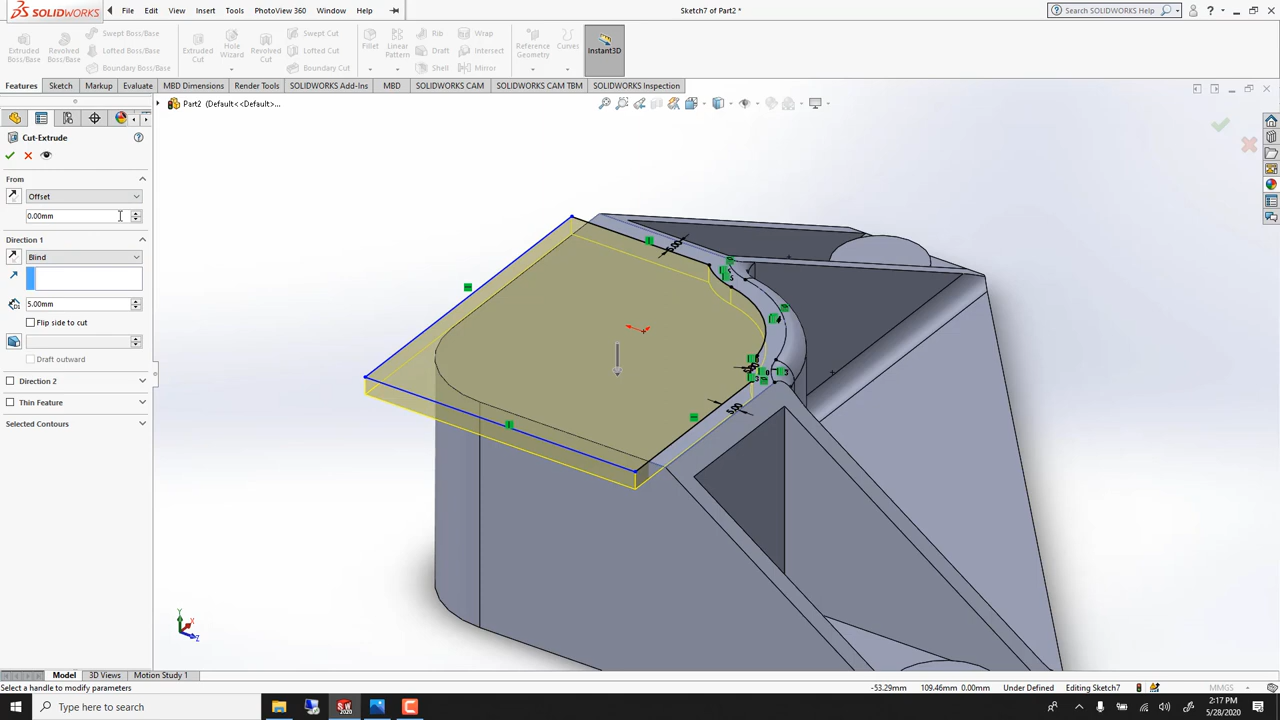 SOLIDWORKS File Edit View Insert Tools PhotoView 360 Window Help Sketch7 of Part2 * Search SOLIDWORKS Help
Extruded Boss/Base
Revolved Boss/Base
Swept Boss/Base
Lofted Boss/Base
Boundary Boss/Base
Extruded Cut
Hole Wizard
Revolved Cut
Swept Cut
Lofted Cut
Boundary Cut
Fillet
Linear Pattern
Rib
Draft
Shell
Wrap
Intersect
Mirror
Reference Geometry
Curves
Instant3D
Features Sketch Markup Evaluate MBD Dimensions Render Tools SOLIDWORKS Add-Ins MBD SOLIDWORKS CAM SOLIDWORKS CAM TBM SOLIDWORKS Inspection
Part2 (Default<<Default>...
Cut-Extrude
From
Offset
0.00mm
Direction 1
Blind
5.00mm
Flip side to cut
Draft outward
Direction 2
Thin Feature
Selected Contours
5.00
5.00
Y
X
Z
Model 3D Views Motion Study 1
Select a handle to modify parameters -53.29mm 109.46mm 0.00mm Under Defined Editing Sketch7 MMGS
Type here to search
2:17 PM
5/28/2020